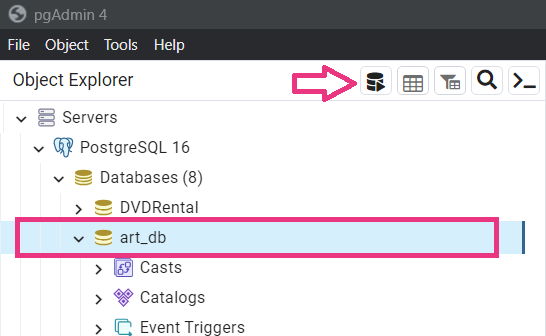 pgAdmin 4
File Object Tools Help
Object Explorer
Servers
PostgreSQL 16
Databases (8)
DVDRental
art_db
Casts
Catalogs
Event Triggers